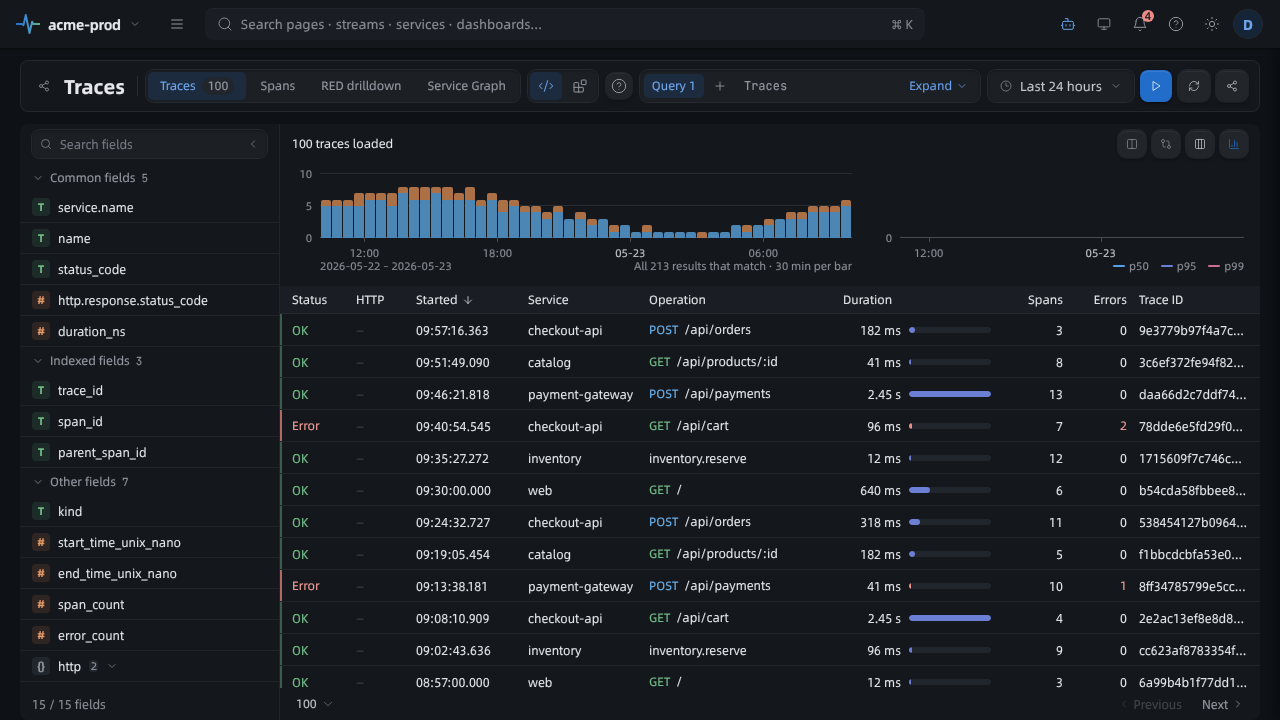 acme-prod
Search pages · streams · services · dashboards...
⌘ K
4
D
Traces
Traces 100
Spans
RED drilldown
Service Graph
Query 1
Traces
Expand
Last 24 hours
Search fields
Common fields 5
T service.name
T name
T status_code
# http.response.status_code
# duration_ns
Indexed fields 3
T trace_id
T span_id
T parent_span_id
Other fields 7
T kind
# start_time_unix_nano
# end_time_unix_nano
# span_count
# error_count
{} http 2
15 / 15 fields
100 traces loaded
10
5
0
12:00 18:00 05-23 06:00
2026-05-22 – 2026-05-23 All 213 results that match · 30 min per bar
0
12:00 05-23
p50 p95 p99
Status HTTP Started ↓ Service Operation Duration Spans Errors Trace ID
OK – 09:57:16.363 checkout-api POST /api/orders 182 ms 3 0 9e3779b97f4a7c...
OK – 09:51:49.090 catalog GET /api/products/:id 41 ms 8 0 3c6ef372fe94f82...
OK – 09:46:21.818 payment-gateway POST /api/payments 2.45 s 13 0 daa66d2c7ddf74...
Error – 09:40:54.545 checkout-api GET /api/cart 96 ms 7 2 78dde6e5fd29f0...
OK – 09:35:27.272 inventory inventory.reserve 12 ms 12 0 1715609f7c746c...
OK – 09:30:00.000 web GET / 640 ms 6 0 b54cda58fbbee8...
OK – 09:24:32.727 checkout-api POST /api/orders 318 ms 11 0 538454127b0964...
OK – 09:19:05.454 catalog GET /api/products/:id 182 ms 5 0 f1bbcdcbfa53e0...
Error – 09:13:38.181 payment-gateway POST /api/payments 41 ms 10 1 8ff34785799e5cc...
OK – 09:08:10.909 checkout-api GET /api/cart 2.45 s 4 0 2e2ac13ef8e8d8...
OK – 09:02:43.636 inventory inventory.reserve 96 ms 9 0 cc623af8783354f...
OK – 08:57:00.000 web GET / 12 ms 3 0 6a99b4b1f77dd1...
100
Previous Next